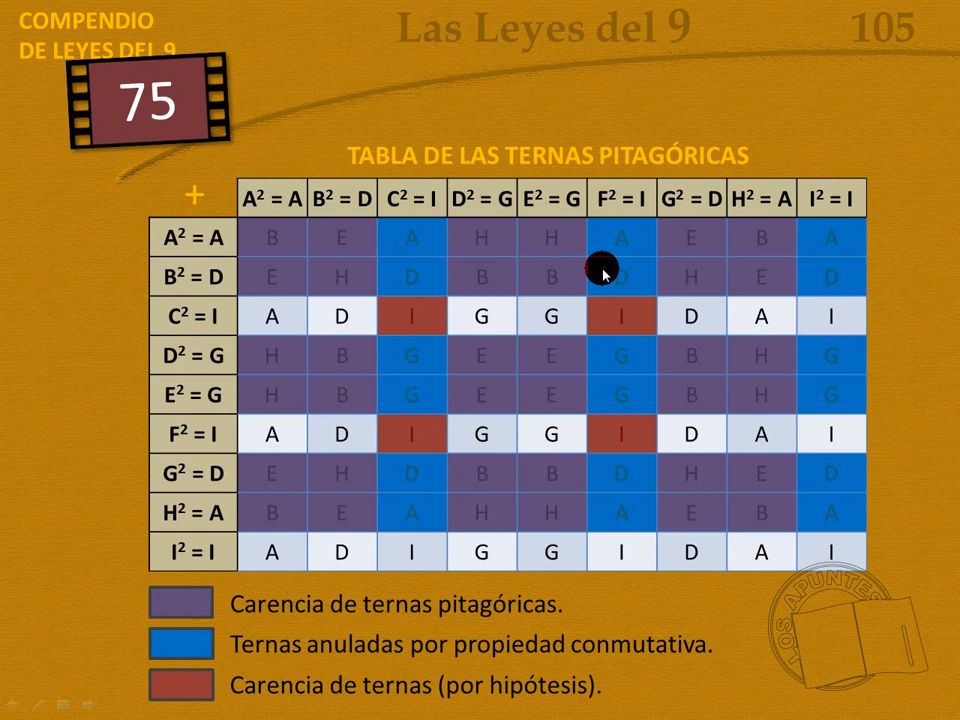 COMPENDIO
DE LEYES DEL 9
Las Leyes del 9
105
75
TABLA DE LAS TERNAS PITAGÓRICAS
+ A² = A B² = D C² = I D² = G E² = G F² = I G² = D H² = A I² = I
A² = A B E A H H A E B A
B² = D E H D B B D H E D
C² = I A D I G G I D A I
D² = G H B G E E G B H G
E² = G H B G E E G B H G
F² = I A D I G G I D A I
G² = D E H D B B D H E D
H² = A B E A H H A E B A
I² = I A D I G G I D A I
Carencia de ternas pitagóricas.
Ternas anuladas por propiedad conmutativa.
Carencia de ternas (por hipótesis).
LOS APUNTES